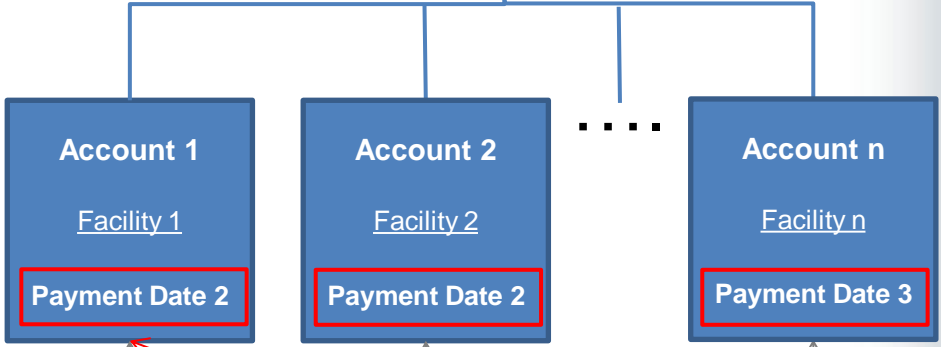 Account 1
Facility 1
Payment Date 2
Account 2
Facility 2
Payment Date 2
....
Account n
Facility n
Payment Date 3